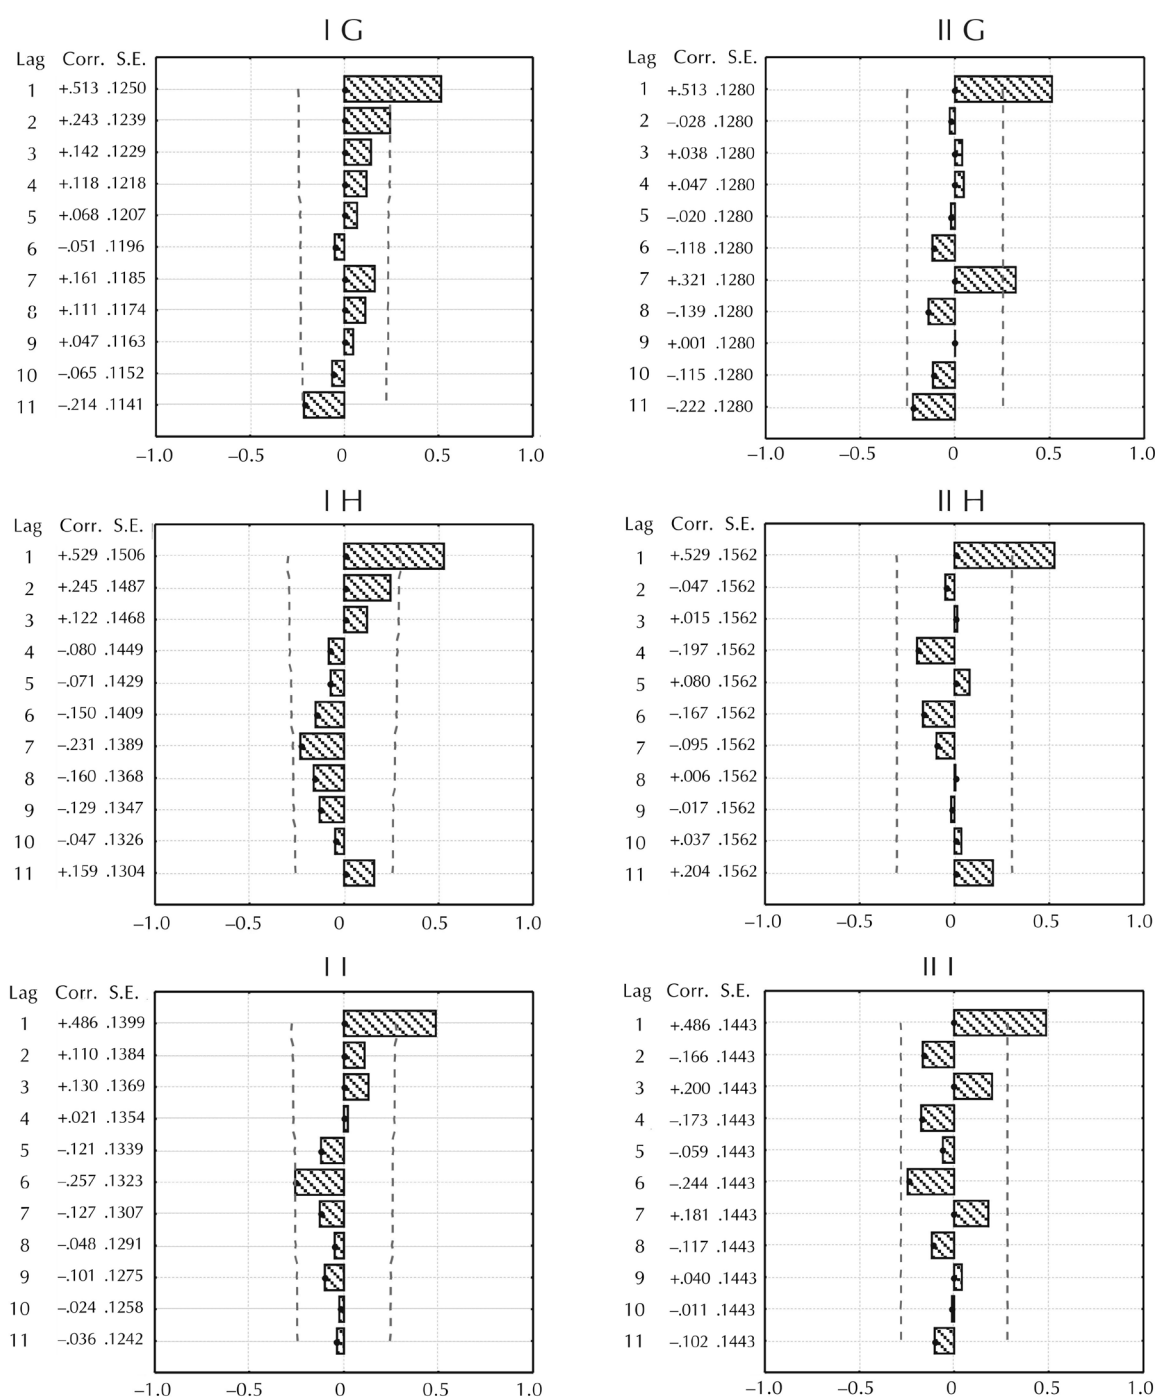 I G
Lag Corr. S.E.
1 +.513 .1250
2 +.243 .1239
3 +.142 .1229
4 +.118 .1218
5 +.068 .1207
6 –.051 .1196
7 +.161 .1185
8 +.111 .1174
9 +.047 .1163
10 –.065 .1152
11 –.214 .1141
–1.0 –0.5 0 0.5 1.0
II G
Lag Corr. S.E.
1 +.513 .1280
2 –.028 .1280
3 +.038 .1280
4 +.047 .1280
5 –.020 .1280
6 –.118 .1280
7 +.321 .1280
8 –.139 .1280
9 +.001 .1280
10 –.115 .1280
11 –.222 .1280
–1.0 –0.5 0 0.5 1.0
I H
Lag Corr. S.E.
1 +.529 .1506
2 +.245 .1487
3 +.122 .1468
4 –.080 .1449
5 –.071 .1429
6 –.150 .1409
7 –.231 .1389
8 –.160 .1368
9 –.129 .1347
10 –.047 .1326
11 +.159 .1304
–1.0 –0.5 0 0.5 1.0
II H
Lag Corr. S.E.
1 +.529 .1562
2 –.047 .1562
3 +.015 .1562
4 –.197 .1562
5 +.080 .1562
6 –.167 .1562
7 –.095 .1562
8 +.006 .1562
9 –.017 .1562
10 +.037 .1562
11 +.204 .1562
–1.0 –0.5 0 0.5 1.0
I I
Lag Corr. S.E.
1 +.486 .1399
2 +.110 .1384
3 +.130 .1369
4 +.021 .1354
5 –.121 .1339
6 –.257 .1323
7 –.127 .1307
8 –.048 .1291
9 –.101 .1275
10 –.024 .1258
11 –.036 .1242
–1.0 –0.5 0 0.5 1.0
II I
Lag Corr. S.E.
1 +.486 .1443
2 –.166 .1443
3 +.200 .1443
4 –.173 .1443
5 –.059 .1443
6 –.244 .1443
7 +.181 .1443
8 –.117 .1443
9 +.040 .1443
10 –.011 .1443
11 –.102 .1443
–1.0 –0.5 0 0.5 1.0